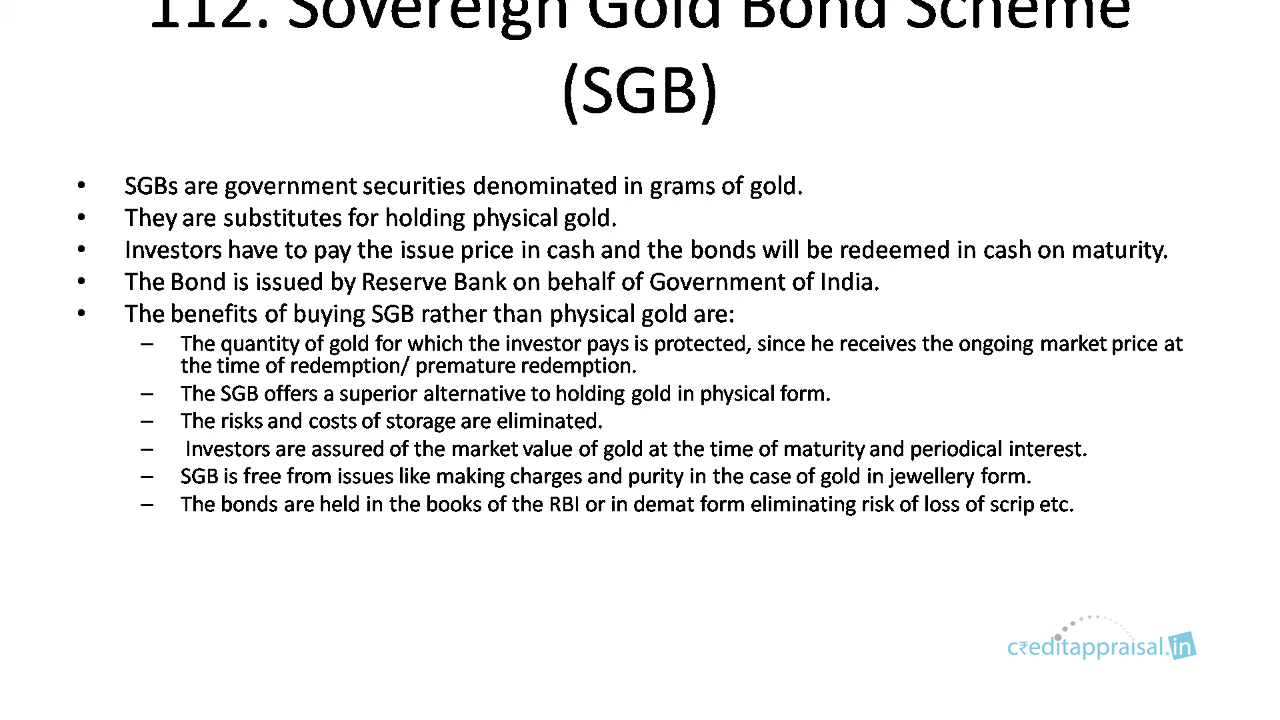 112. Sovereign Gold Bond Scheme
(SGB)
• SGBs are government securities denominated in grams of gold.
• They are substitutes for holding physical gold.
• Investors have to pay the issue price in cash and the bonds will be redeemed in cash on maturity.
• The Bond is issued by Reserve Bank on behalf of Government of India.
• The benefits of buying SGB rather than physical gold are:
– The quantity of gold for which the investor pays is protected, since he receives the ongoing market price at
the time of redemption/ premature redemption.
– The SGB offers a superior alternative to holding gold in physical form.
– The risks and costs of storage are eliminated.
– Investors are assured of the market value of gold at the time of maturity and periodical interest.
– SGB is free from issues like making charges and purity in the case of gold in jewellery form.
– The bonds are held in the books of the RBI or in demat form eliminating risk of loss of scrip etc.
c₹editappraisal.in